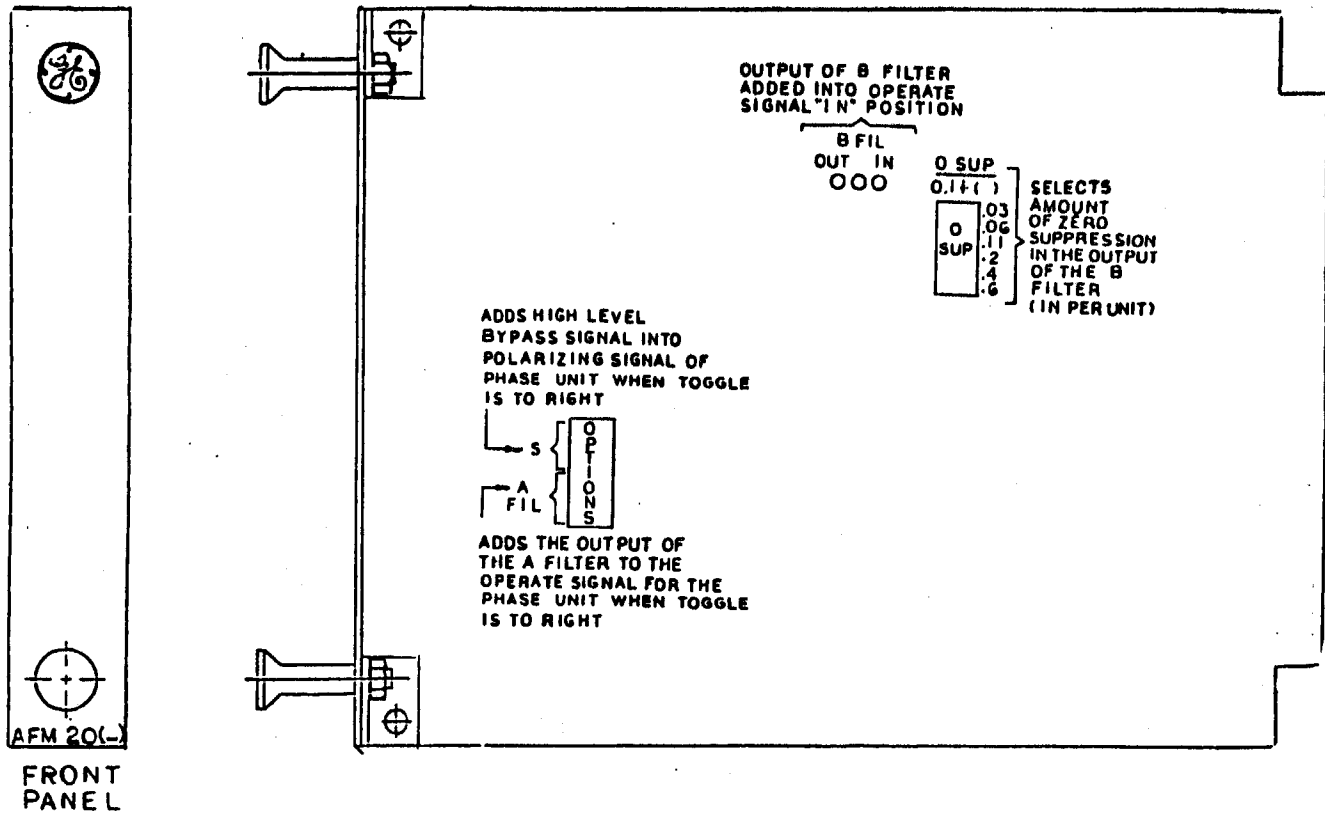 OUTPUT OF B FILTER
ADDED INTO OPERATE
SIGNAL "IN" POSITION
B FIL
OUT IN
O SUP
0.1+( )
O
SUP
.03
.06
.11
.2
.4
.6
SELECTS
AMOUNT
OF ZERO
SUPPRESSION
IN THE OUTPUT
OF THE B
FILTER
(IN PER UNIT)
ADDS HIGH LEVEL
BYPASS SIGNAL INTO
POLARIZING SIGNAL OF
PHASE UNIT WHEN TOGGLE
IS TO RIGHT
S
A
FIL
OPTIONS
ADDS THE OUTPUT OF
THE A FILTER TO THE
OPERATE SIGNAL FOR THE
PHASE UNIT WHEN TOGGLE
IS TO RIGHT
GE
AFM 20(-)
FRONT
PANEL